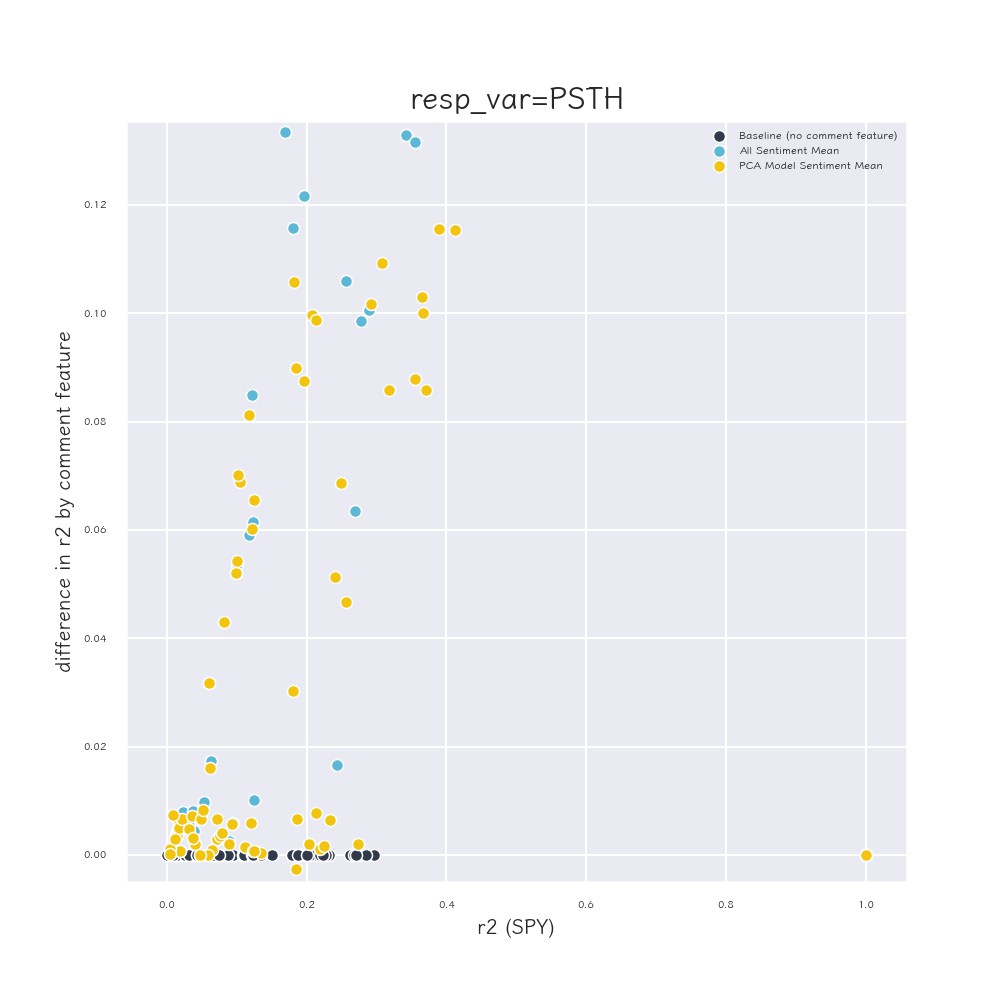 resp_var=PSTH
Baseline (no comment feature)
All Sentiment Mean
PCA Model Sentiment Mean
difference in r2 by comment feature
0.12
0.10
0.08
0.06
0.04
0.02
0.00
0.0 0.2 0.4 0.6 0.8 1.0
r2 (SPY)